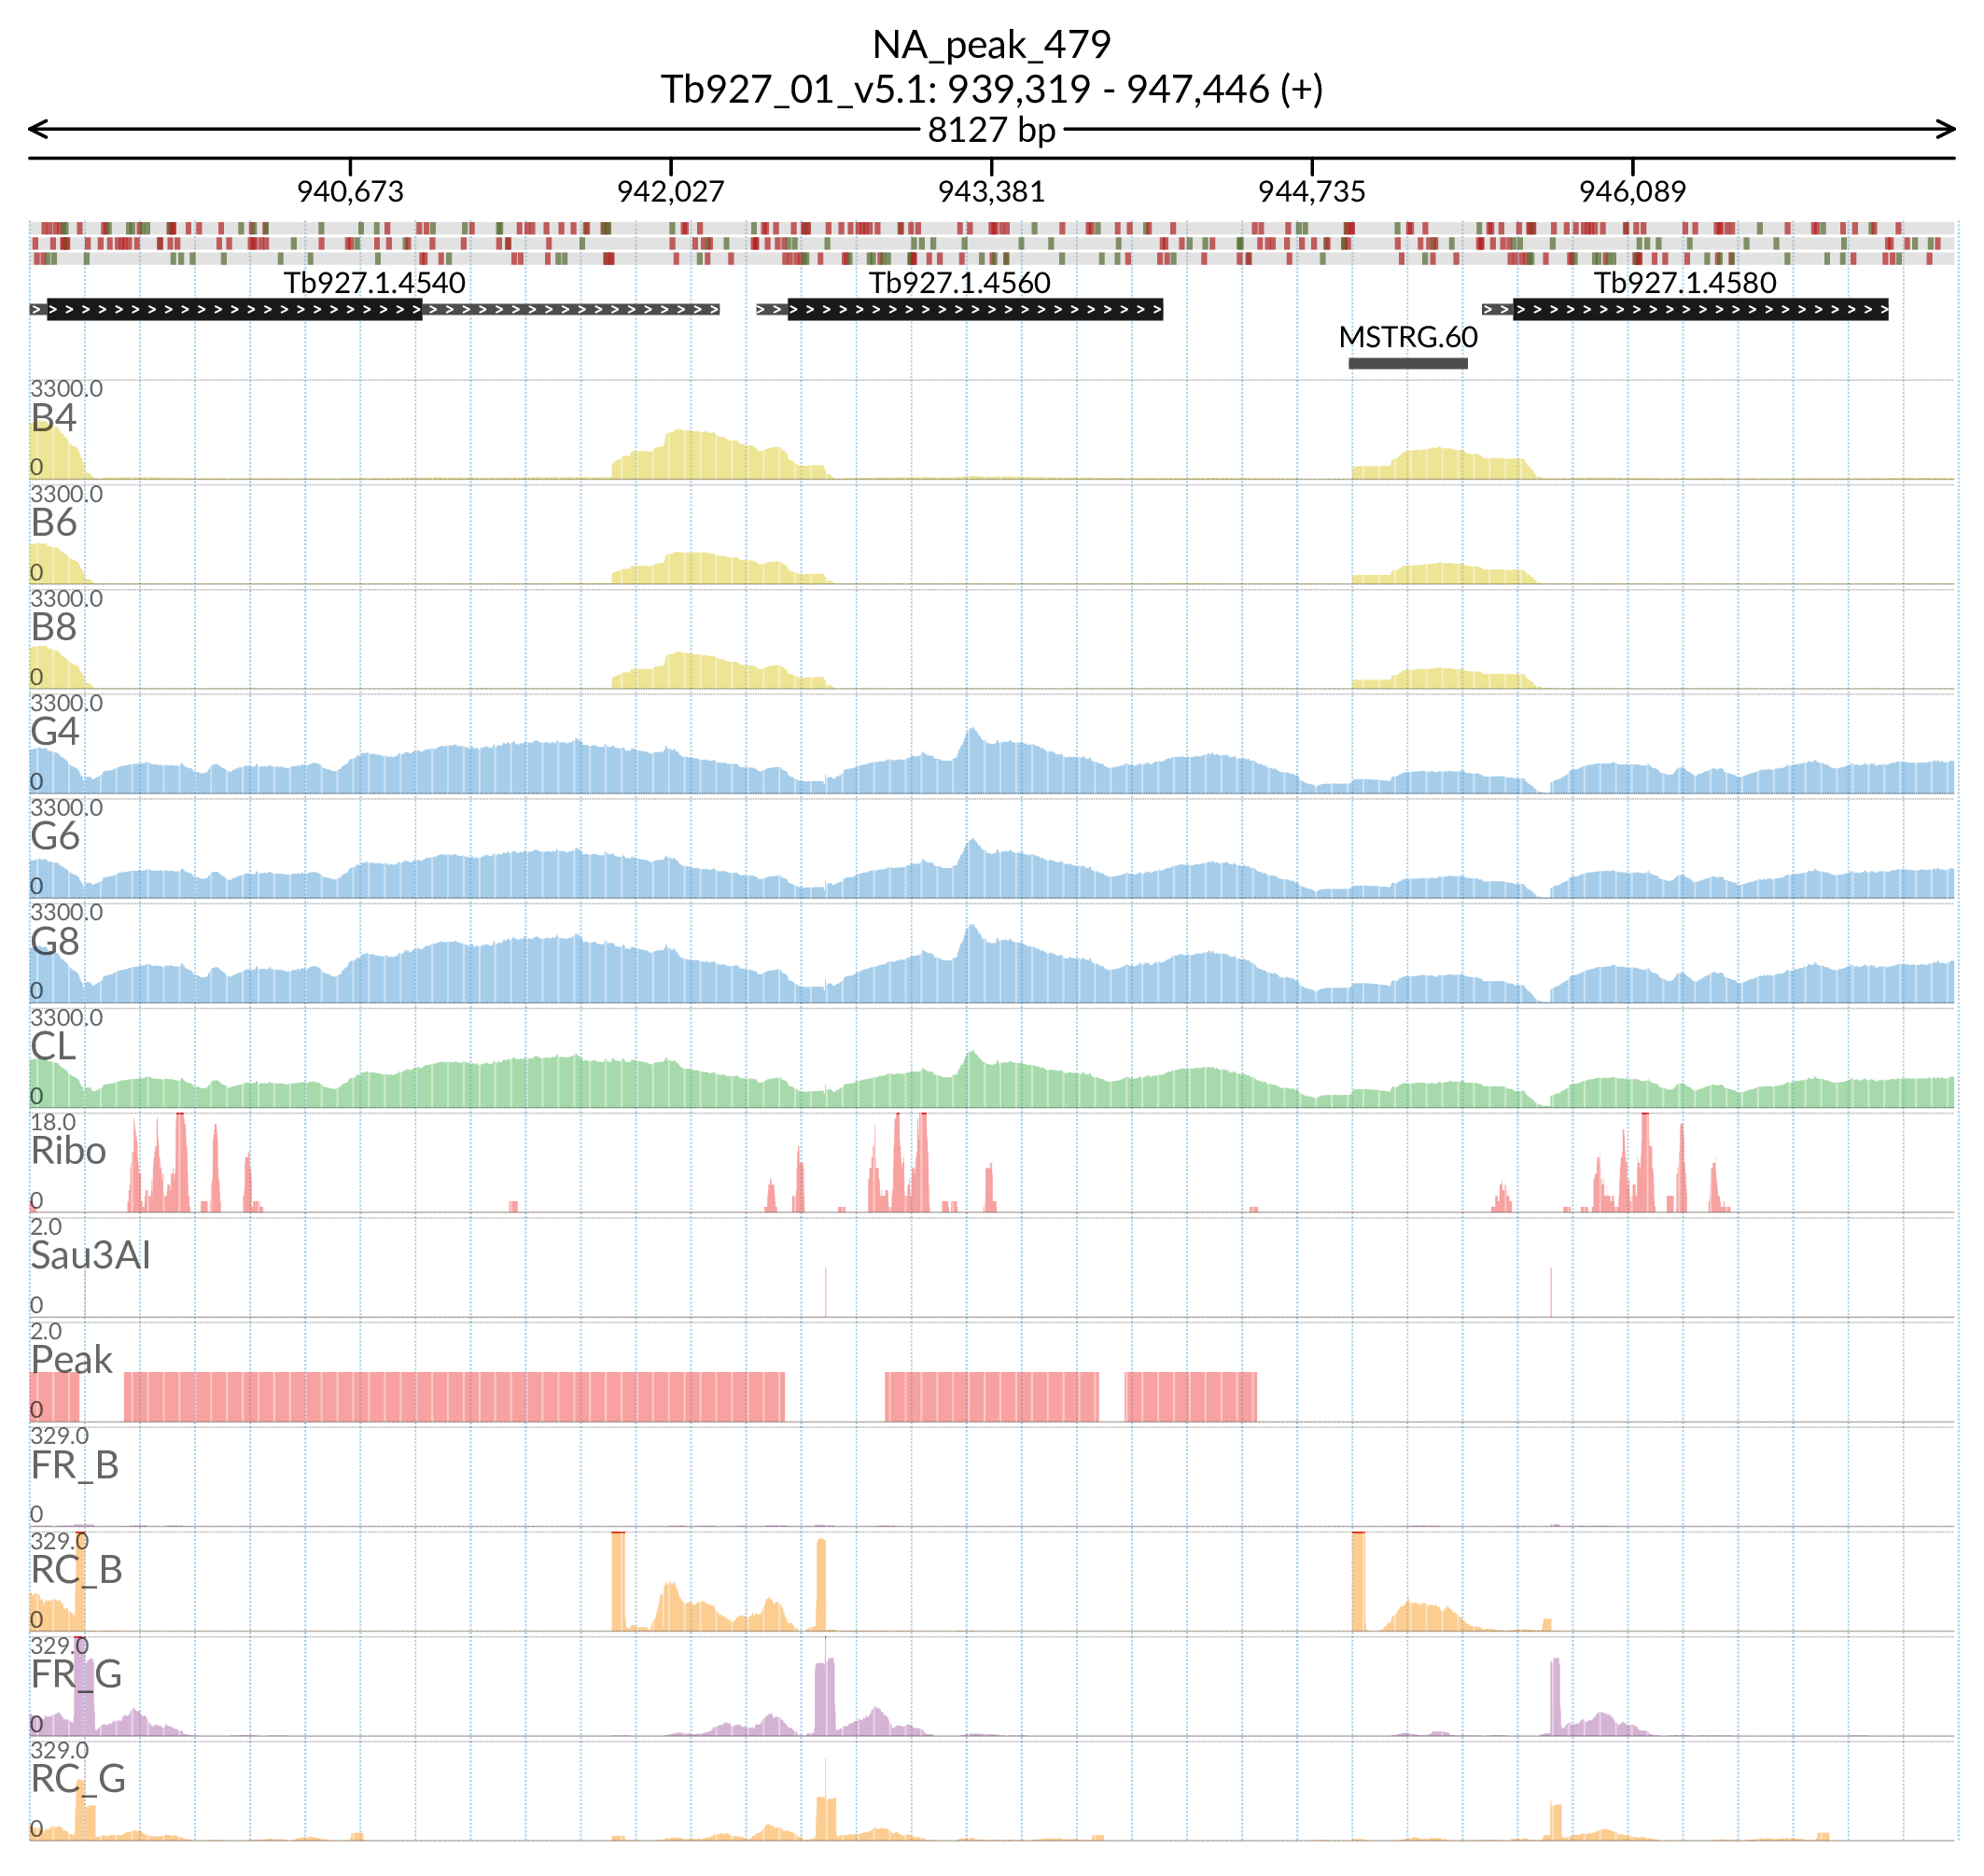 NA_peak_479
Tb927_01_v5.1: 939,319 - 947,446 (+)
8127 bp
940,673 942,027 943,381 944,735 946,089
Tb927.1.4540 Tb927.1.4560 Tb927.1.4580
MSTRG.60
3300.0
B4
0
3300.0
B6
0
3300.0
B8
0
3300.0
G4
0
3300.0
G6
0
3300.0
G8
0
3300.0
CL
0
18.0
Ribo
0
2.0
Sau3AI
0
2.0
Peak
0
329.0
FR_B
0
329.0
RC_B
0
329.0
FR_G
0
329.0
RC_G
0